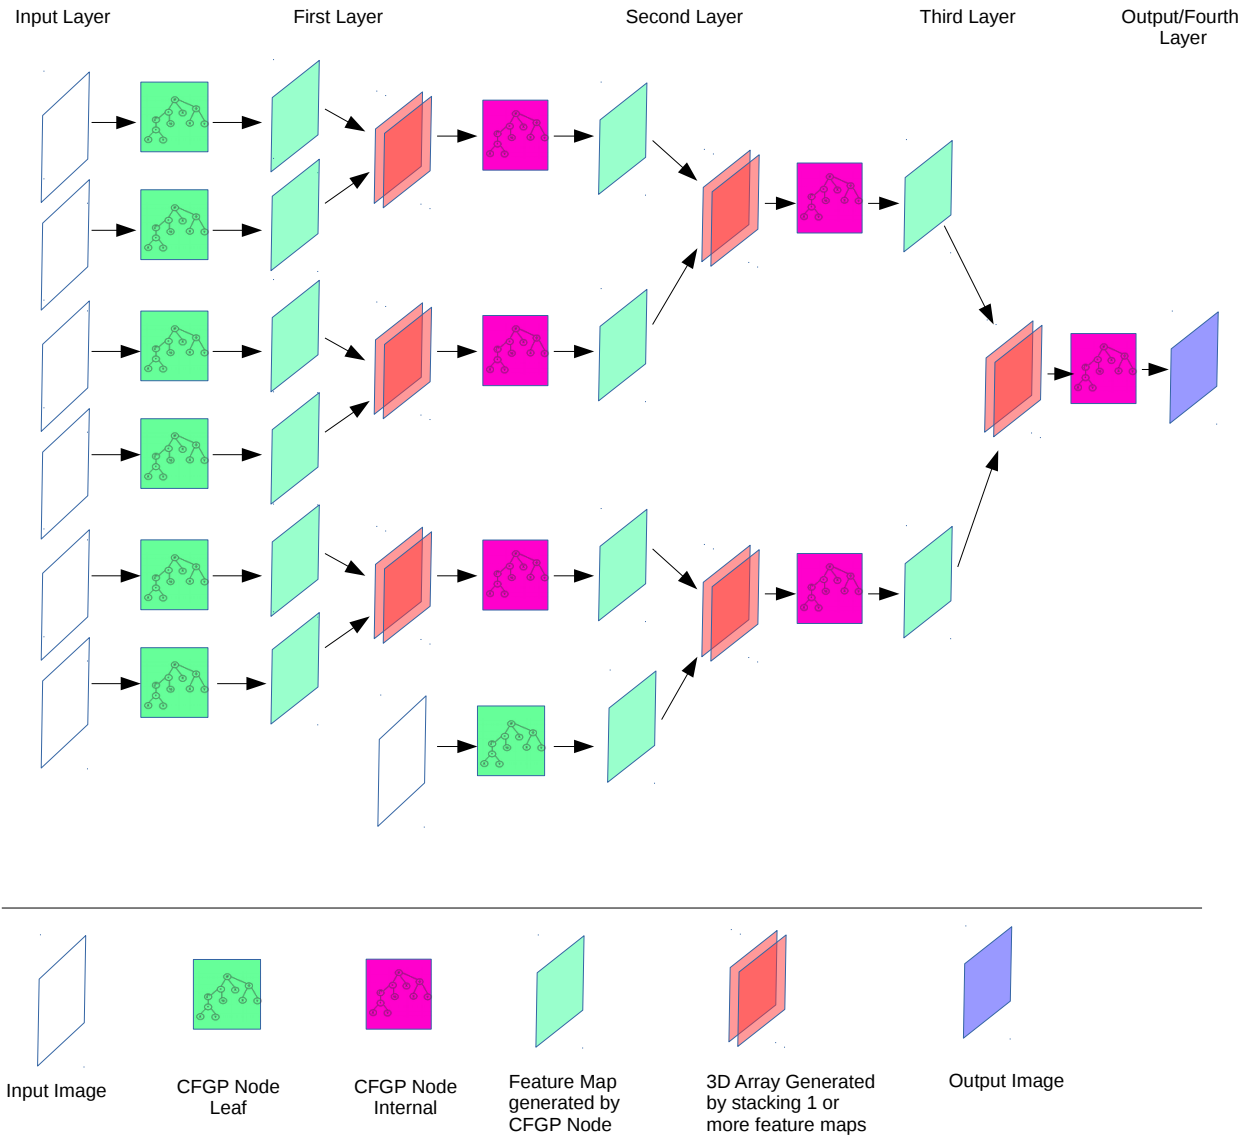 Input Layer
First Layer
Second Layer
Third Layer
Output/Fourth
Layer
Input Image
CFGP Node
Leaf
CFGP Node
Internal
Feature Map
generated by
CFGP Node
3D Array Generated
by stacking 1 or
more feature maps
Output Image